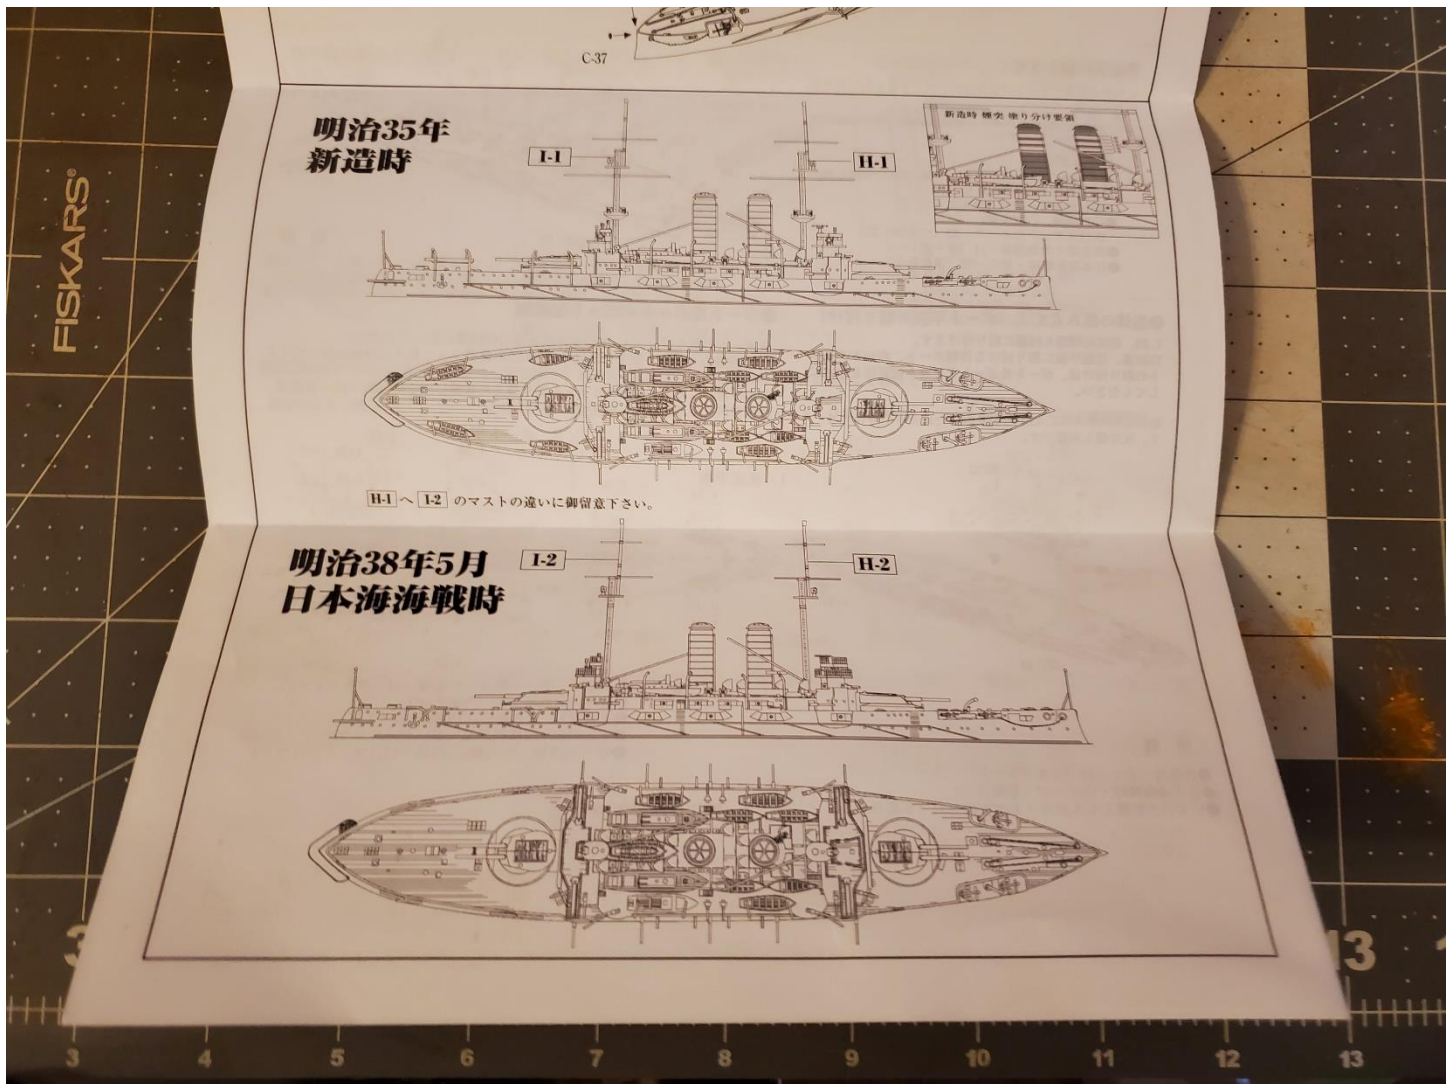 C-37
明治35年
新造時
I-1
H-1
新造時 煙突 塗り分け要領
H-1 へ I-2 のマストの違いに御留意下さい。
明治38年5月
日本海海戦時
I-2
H-2
FISKARS®
3
13
3 4 5 6 7 8 9 10 11 12 13